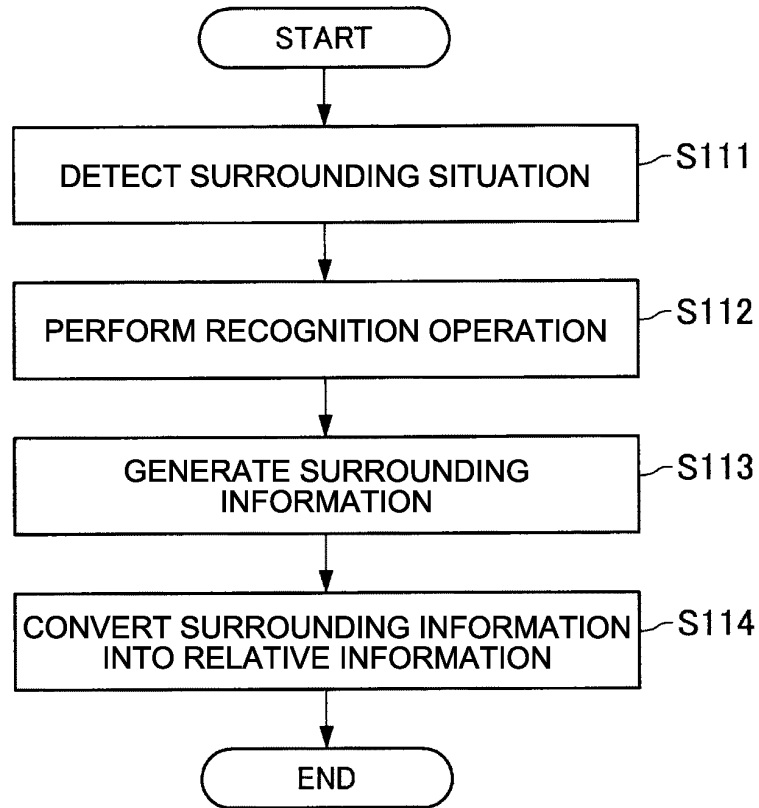 START
DETECT SURROUNDING SITUATION
S111
PERFORM RECOGNITION OPERATION
S112
GENERATE SURROUNDING
INFORMATION
S113
CONVERT SURROUNDING INFORMATION
INTO RELATIVE INFORMATION
S114
END